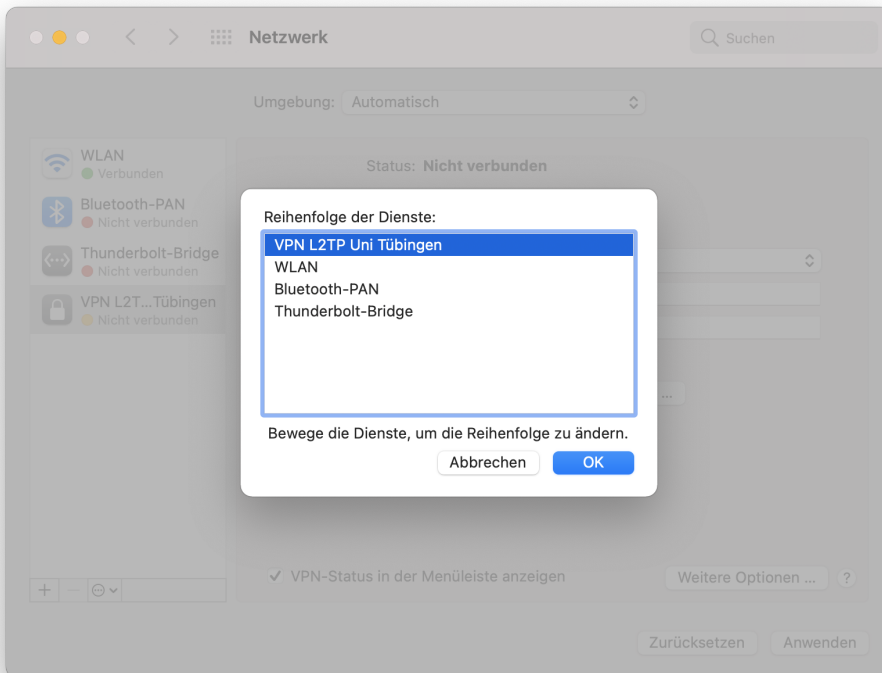 Netzwerk
Suchen
Umgebung: Automatisch
WLAN
Verbunden
Bluetooth-PAN
Nicht verbunden
Thunderbolt-Bridge
Nicht verbunden
VPN L2T...Tübingen
Nicht verbunden
Status: Nicht verbunden
Reihenfolge der Dienste:
VPN L2TP Uni Tübingen
WLAN
Bluetooth-PAN
Thunderbolt-Bridge
...
Bewege die Dienste, um die Reihenfolge zu ändern.
Abbrechen OK
VPN-Status in der Menüleiste anzeigen
Weitere Optionen ... ?
Zurücksetzen Anwenden